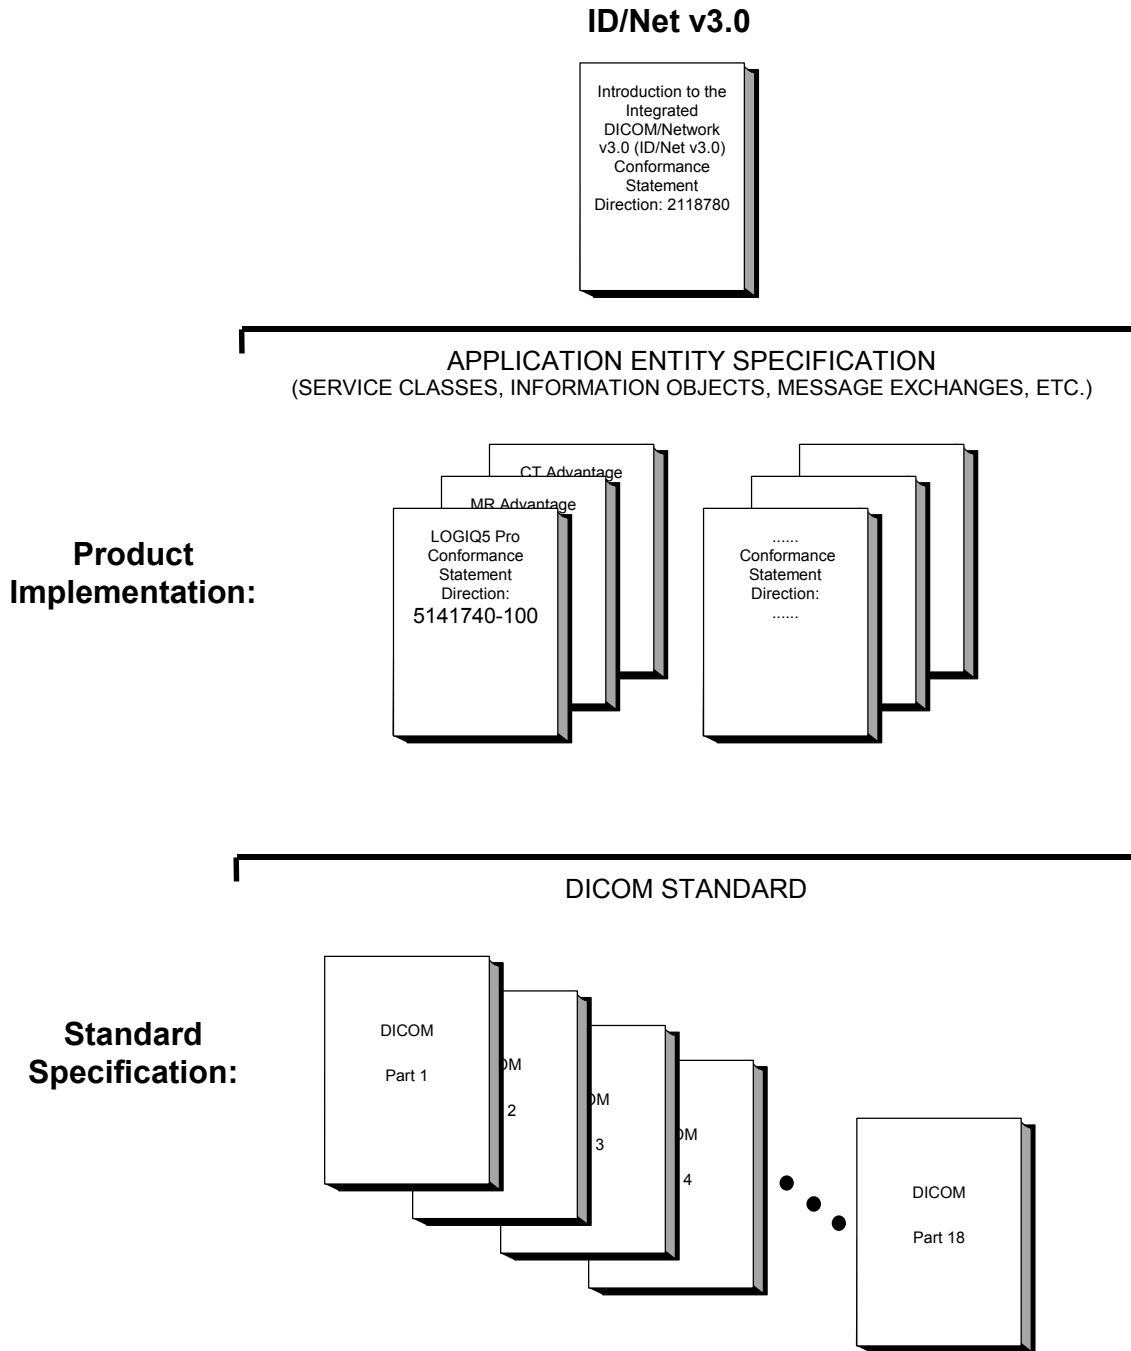 ID/Net v3.0
Introduction to the
Integrated
DICOM/Network
v3.0 (ID/Net v3.0)
Conformance
Statement
Direction: 2118780
APPLICATION ENTITY SPECIFICATION
(SERVICE CLASSES, INFORMATION OBJECTS, MESSAGE EXCHANGES, ETC.)
Product
Implementation:
CT Advantage
MR Advantage
LOGIQ5 Pro
Conformance
Statement
Direction:
5141740-100
......
Conformance
Statement
Direction:
......
DICOM STANDARD
Standard
Specification:
DICOM
Part 1
OM
2
OM
3
OM
4
DICOM
Part 18